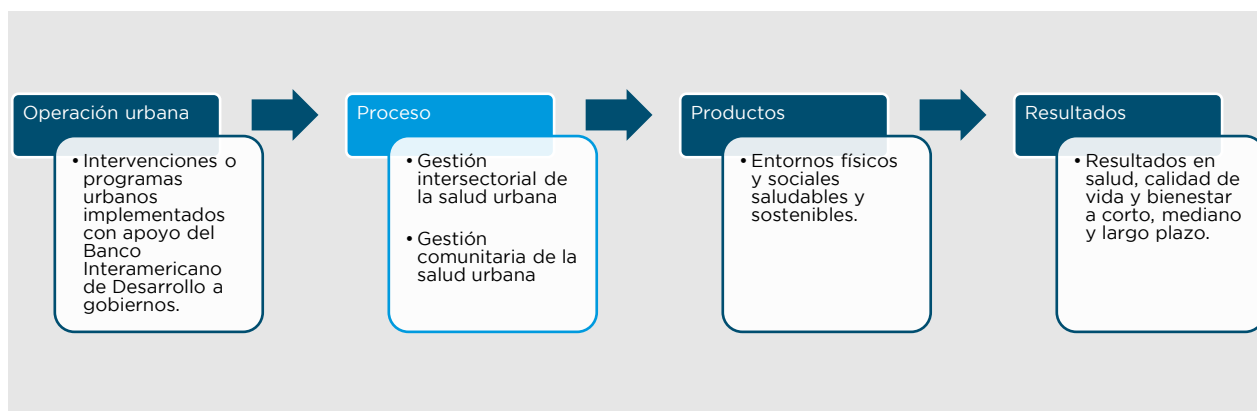 Operación urbana
• Intervenciones o
programas
urbanos
implementados
con apoyo del
Banco
Interamericano
de Desarrollo a
gobiernos.
Proceso
• Gestión
intersectorial de
la salud urbana
• Gestión
comunitaria de la
salud urbana
Productos
• Entornos físicos
y sociales
saludables y
sostenibles.
Resultados
• Resultados en
salud, calidad de
vida y bienestar
a corto, mediano
y largo plazo.